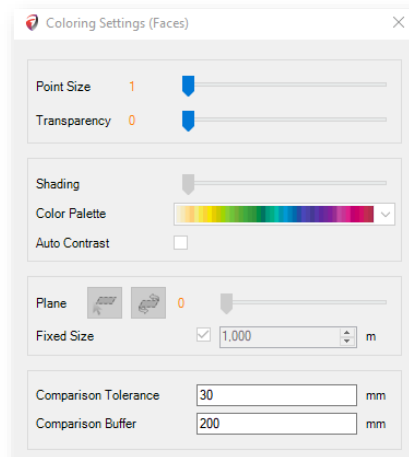 Coloring Settings (Faces)
Point Size 1
Transparency 0
Shading
Color Palette
Auto Contrast
Plane 0
Fixed Size 1,000 m
Comparison Tolerance 30 mm
Comparison Buffer 200 mm